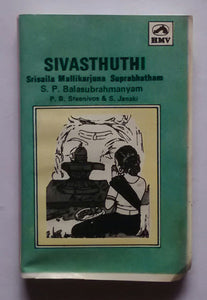 HMV
SIVASTHUTHI
Srisaila Mallikarjuna Suprabhatham
S. P. Balasubrahmanyam
P. B. Sreenivos & S. Janaki